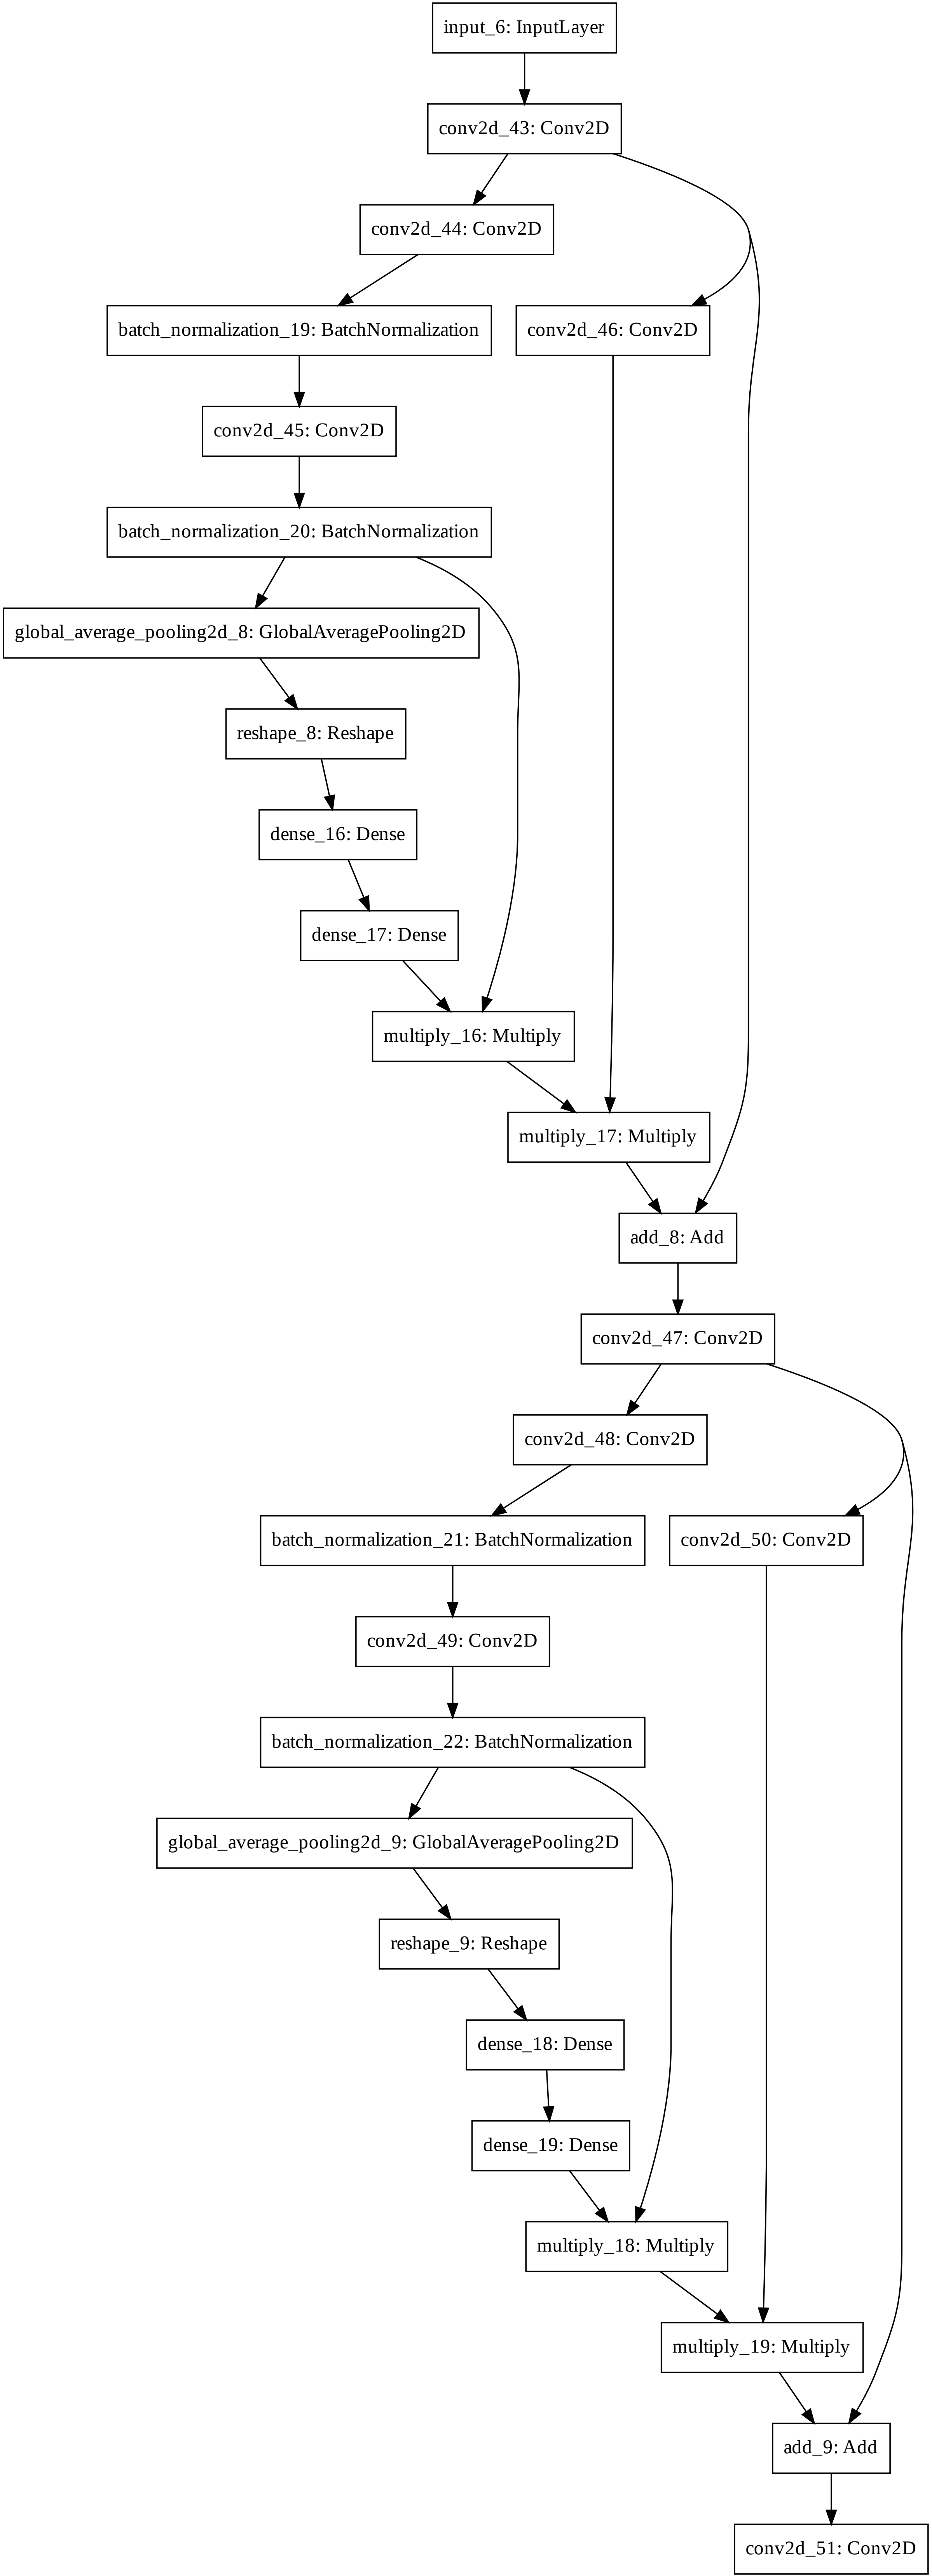 input_6: InputLayer
conv2d_43: Conv2D
conv2d_44: Conv2D
batch_normalization_19: BatchNormalization
conv2d_46: Conv2D
conv2d_45: Conv2D
batch_normalization_20: BatchNormalization
global_average_pooling2d_8: GlobalAveragePooling2D
reshape_8: Reshape
dense_16: Dense
dense_17: Dense
multiply_16: Multiply
multiply_17: Multiply
add_8: Add
conv2d_47: Conv2D
conv2d_48: Conv2D
batch_normalization_21: BatchNormalization
conv2d_50: Conv2D
conv2d_49: Conv2D
batch_normalization_22: BatchNormalization
global_average_pooling2d_9: GlobalAveragePooling2D
reshape_9: Reshape
dense_18: Dense
dense_19: Dense
multiply_18: Multiply
multiply_19: Multiply
add_9: Add
conv2d_51: Conv2D